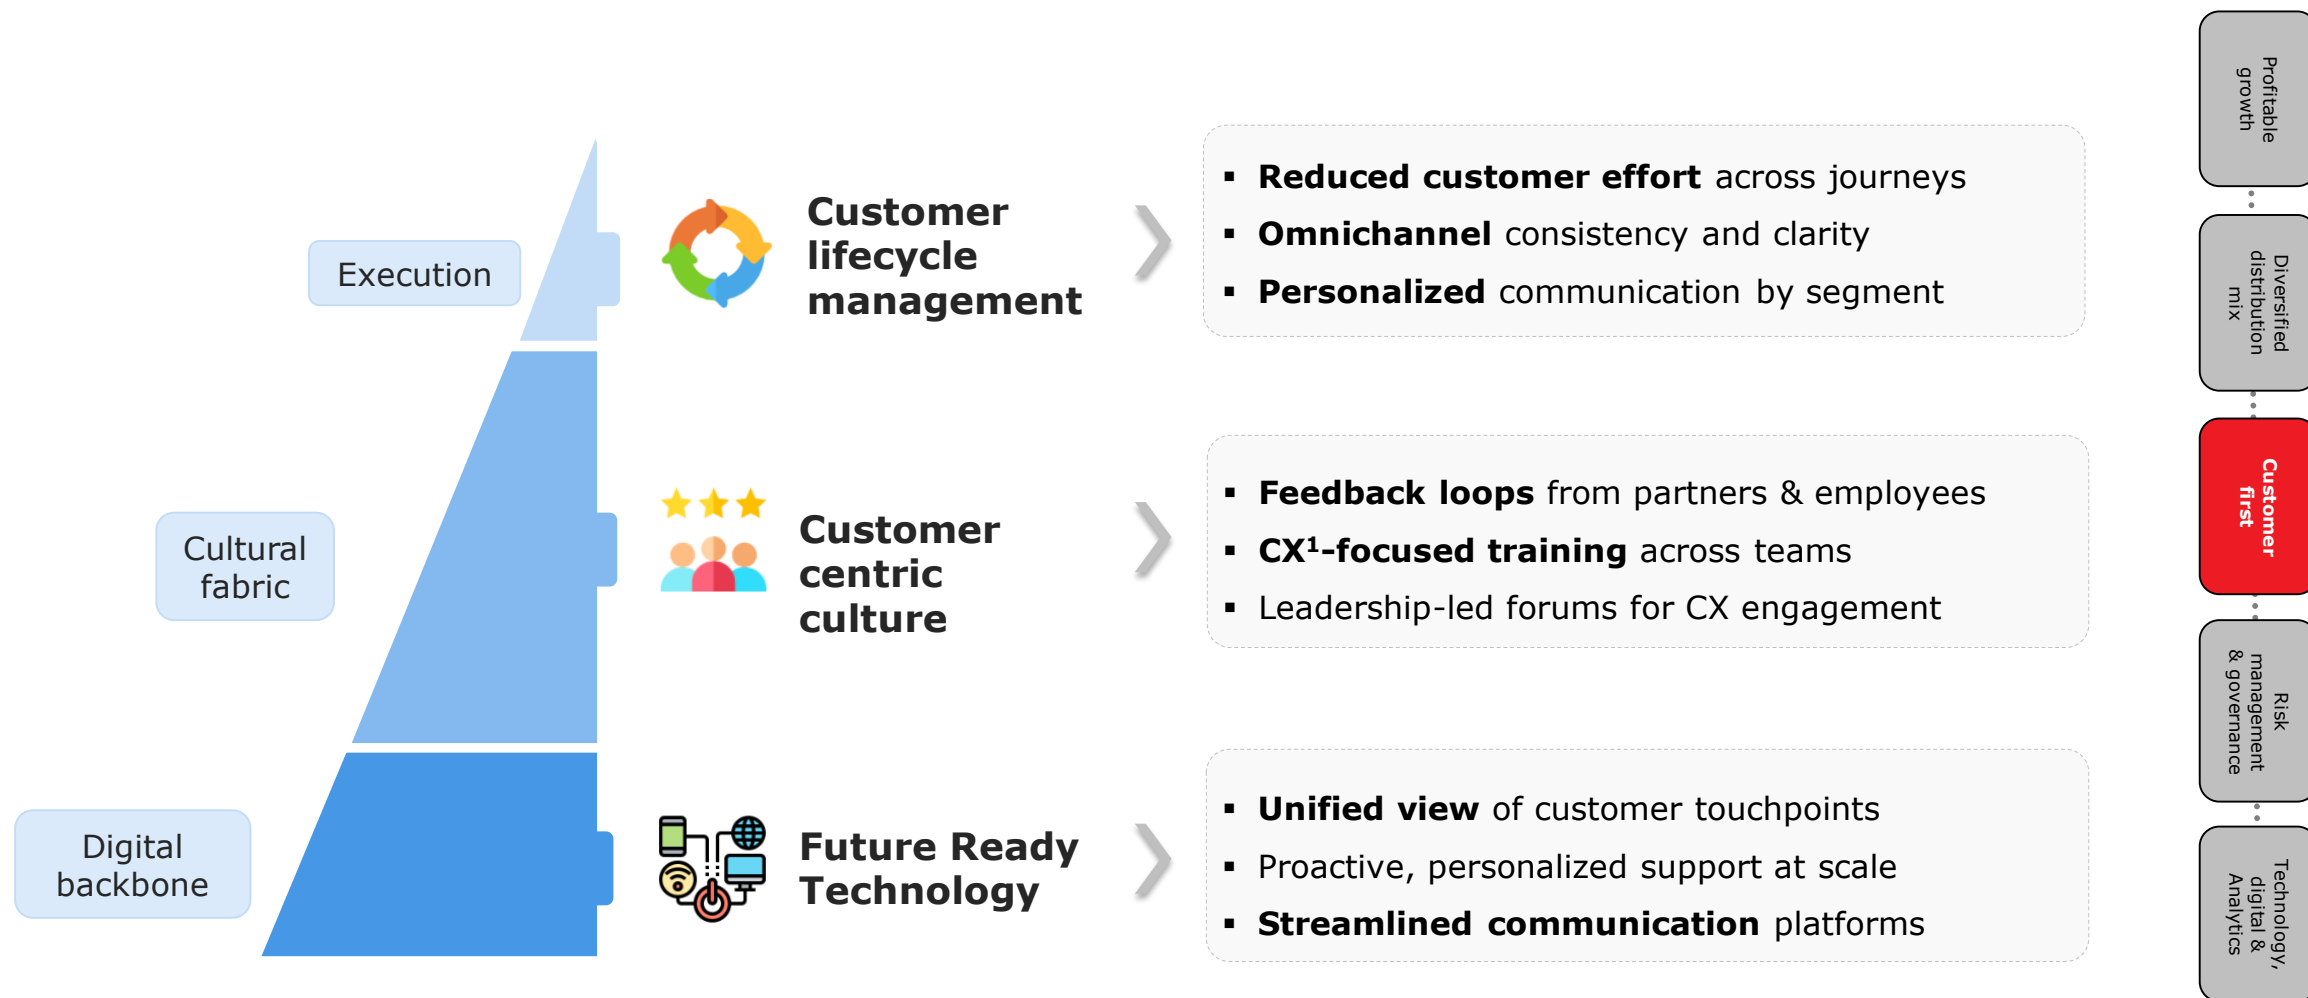 Execution
Customer
lifecycle
management
▪ Reduced customer effort across journeys
▪ Omnichannel consistency and clarity
▪ Personalized communication by segment
Cultural
fabric
Customer
centric
culture
▪ Feedback loops from partners & employees
▪ CX¹-focused training across teams
▪ Leadership-led forums for CX engagement
Digital
backbone
Future Ready
Technology
▪ Unified view of customer touchpoints
▪ Proactive, personalized support at scale
▪ Streamlined communication platforms
Profitable
growth
Diversified
distribution
mix
Customer
first
Risk
management
& governance
Technology,
digital &
Analytics